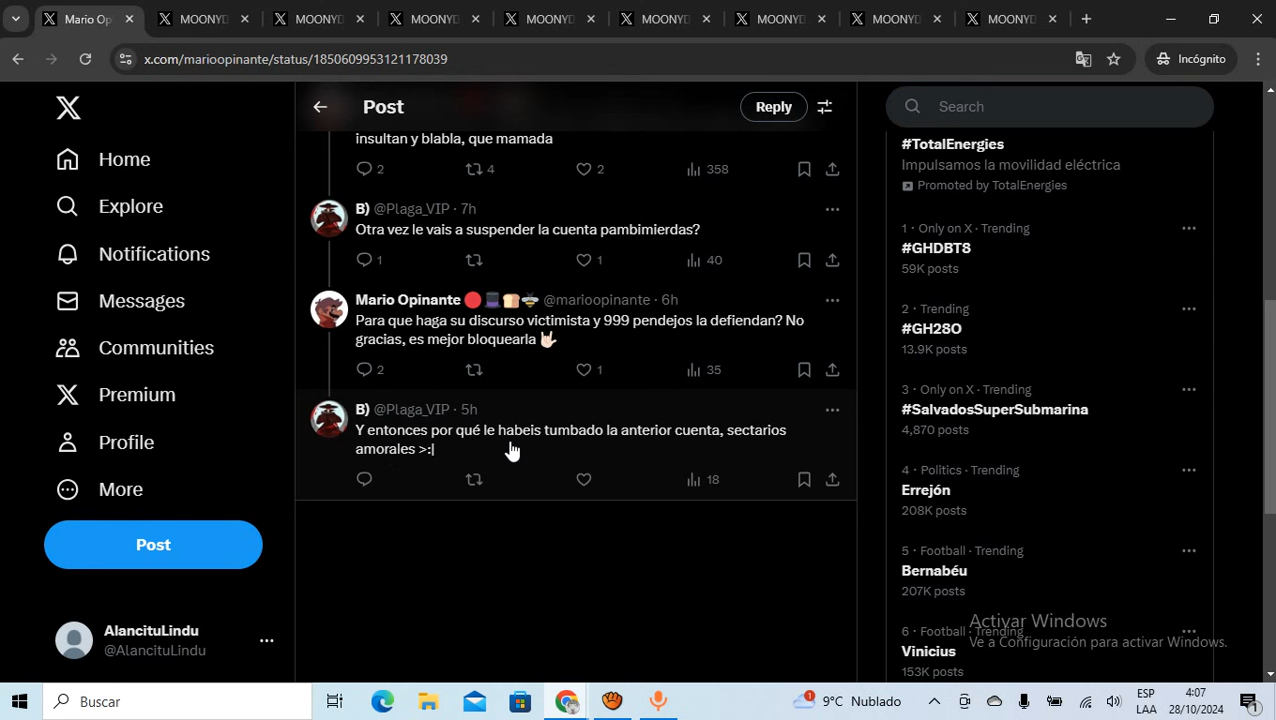 Mario Op
MOONYD
MOONYD
MOONYD
MOONYD
MOONYD
MOONYD
MOONYD
MOONYD
x.com/marioopinante/status/1850609953121178039
Incógnito
Home
Explore
Notifications
Messages
Communities
Premium
Profile
More
Post
AlancituLindu
@AlancituLindu
Post
Reply
insultan y blabla, que mamada
2 4 2 358
B) @Plaga_VIP · 7h
Otra vez le vais a suspender la cuenta pambimierdas?
1 1 40
Mario Opinante 🔴🎩🍞🐝 @marioopinante · 6h
Para que haga su discurso victimista y 999 pendejos la defiendan? No
gracias, es mejor bloquearla 🤘🏻
2 1 35
B) @Plaga_VIP · 5h
Y entonces por qué le habeis tumbado la anterior cuenta, sectarios
amorales >:|
18
Search
#TotalEnergies
Impulsamos la movilidad eléctrica
Promoted by TotalEnergies
1 · Only on X · Trending
#GHDBT8
59K posts
2 · Trending
#GH28O
13.9K posts
3 · Only on X · Trending
#SalvadosSuperSubmarina
4,870 posts
4 · Politics · Trending
Errejón
208K posts
5 · Football · Trending
Bernabéu
207K posts
6 · Football · Trending
Vinicius
153K posts
Activar Windows
Ve a Configuración para activar Windows.
Buscar
1
9°C Nublado
ESP
LAA
4:07
28/10/2024
1